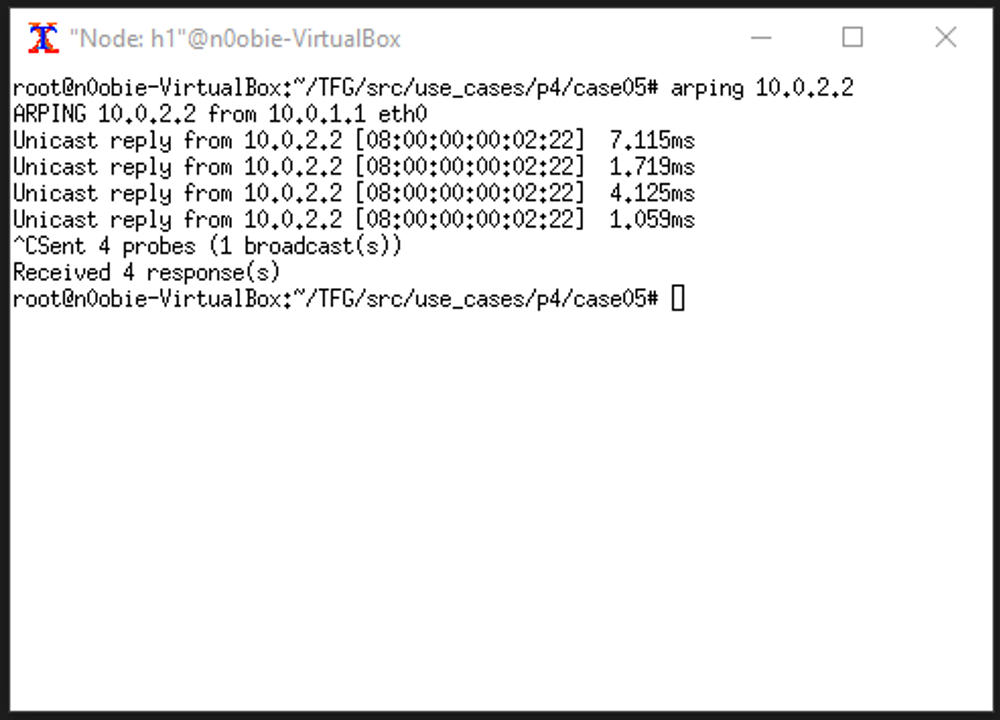 "Node: h1"@n0obie-VirtualBox
root@n0obie-VirtualBox:~/TFG/src/use_cases/p4/case05# arping 10.0.2.2
ARPING 10.0.2.2 from 10.0.1.1 eth0
Unicast reply from 10.0.2.2 [08:00:00:00:02:22]  7.115ms
Unicast reply from 10.0.2.2 [08:00:00:00:02:22]  1.719ms
Unicast reply from 10.0.2.2 [08:00:00:00:02:22]  4.125ms
Unicast reply from 10.0.2.2 [08:00:00:00:02:22]  1.059ms
^CSent 4 probes (1 broadcast(s))
Received 4 response(s)
root@n0obie-VirtualBox:~/TFG/src/use_cases/p4/case05#